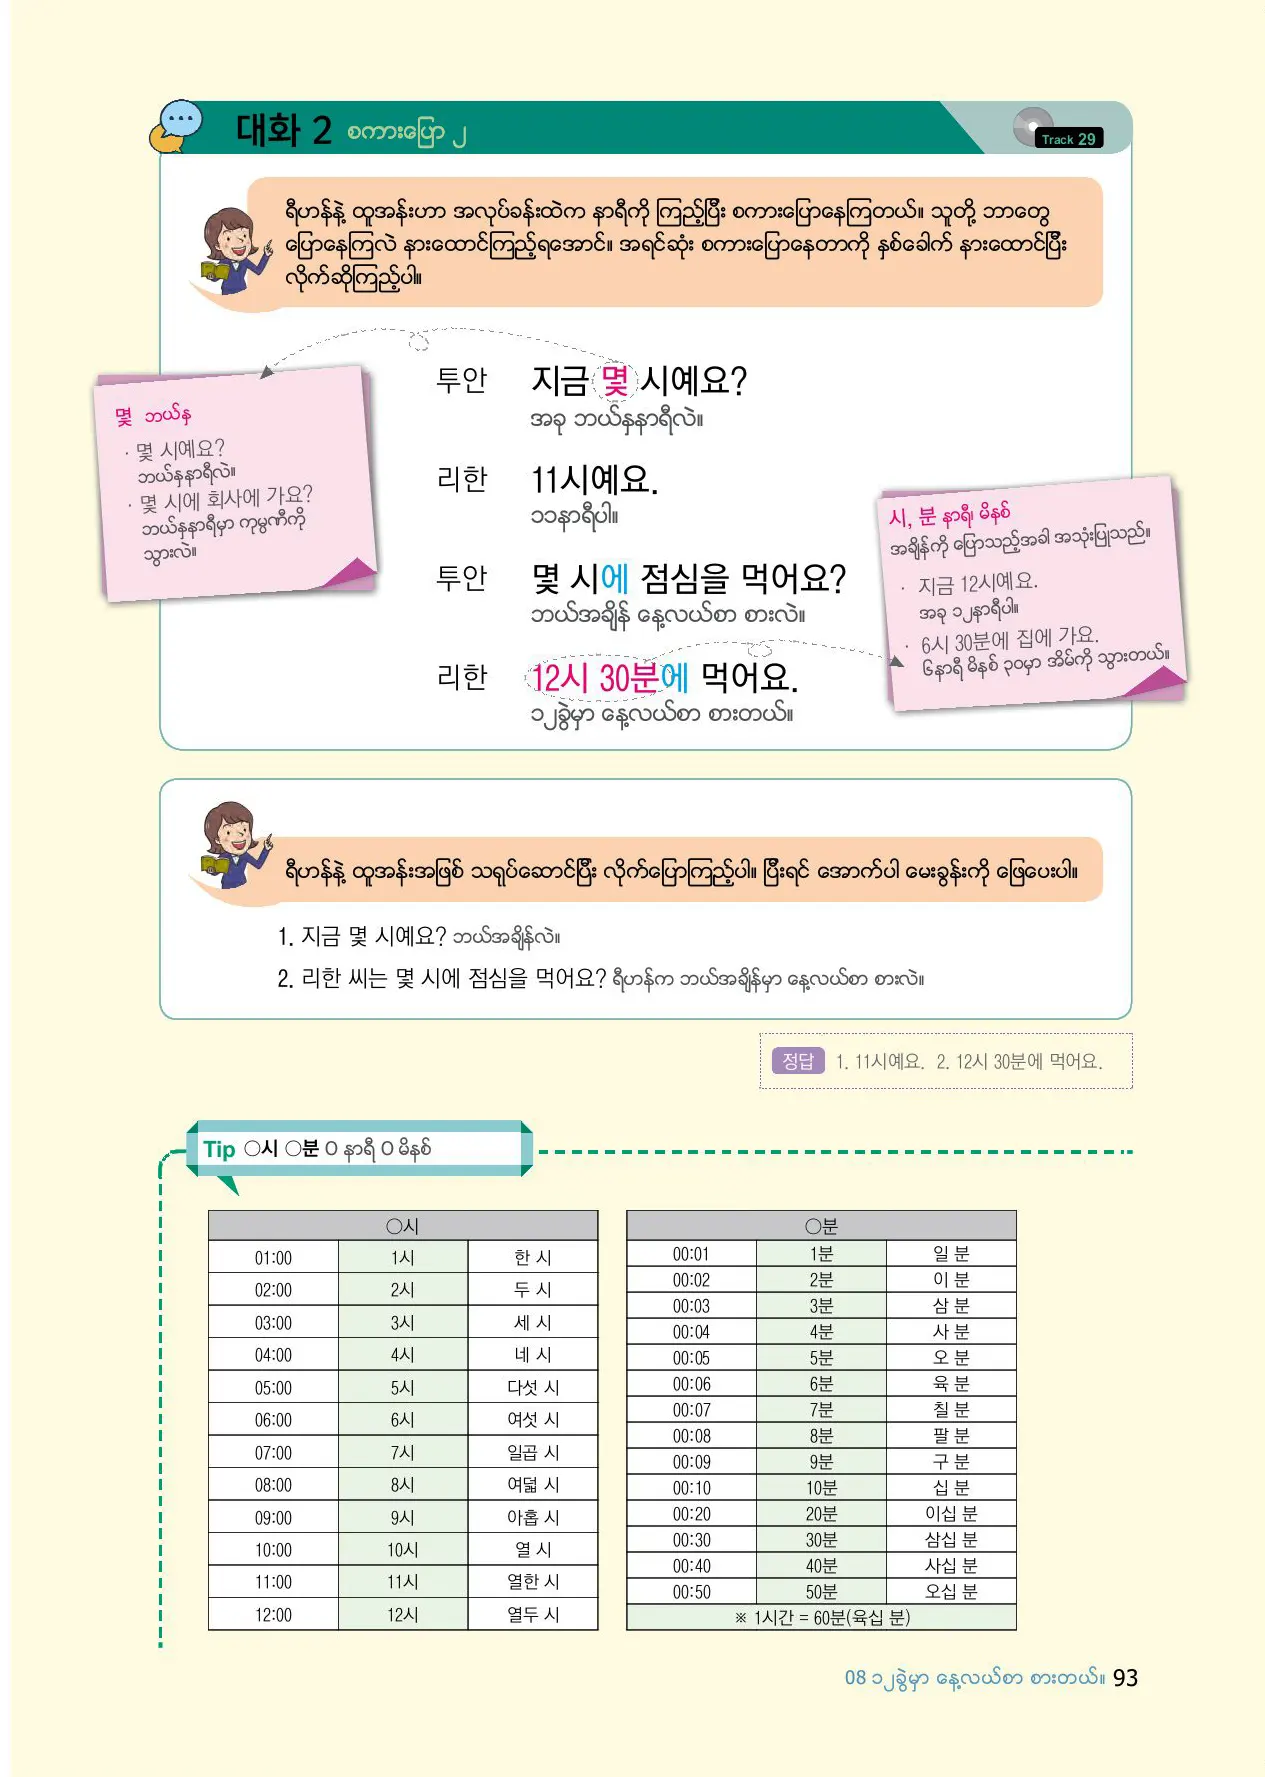 대화 2 စကားပြော ၂
Track 29
ရီဟန်နဲ့ ထူအန်းဟာ အလုပ်ခန်းထဲက နာရီကို ကြည့်ပြီး စကားပြောနေကြတယ်။ သူတို့ ဘာတွေ
ပြောနေကြလဲ နားထောင်ကြည့်ရအောင်။ အရင်ဆုံး စကားပြောနေတာကို နှစ်ခေါက် နားထောင်ပြီး
လိုက်ဆိုကြည့်ပါ။
투안 지금 몇 시예요?
အခု ဘယ်နှနာရီလဲ။
리한 11시예요.
၁၁နာရီပါ။
투안 몇 시에 점심을 먹어요?
ဘယ်အချိန် နေ့လယ်စာ စားလဲ။
리한 12시 30분에 먹어요.
၁၂ခွဲမှာ နေ့လယ်စာ စားတယ်။
몇 ဘယ်နှ
· 몇 시예요?
ဘယ်နှနာရီလဲ။
· 몇 시에 회사에 가요?
ဘယ်နှနာရီမှာ ကုမ္ပဏီကို
သွားလဲ။
시, 분 နာရီ၊ မိနစ်
အချိန်ကို ပြောသည့်အခါ အသုံးပြုသည်။
· 지금 12시예요.
အခု ၁၂နာရီပါ။
· 6시 30분에 집에 가요.
၆နာရီ မိနစ် ၃၀မှာ အိမ်ကို သွားတယ်။
ရီဟန်နဲ့ ထူအန်းအဖြစ် သရုပ်ဆောင်ပြီး လိုက်ပြောကြည့်ပါ။ ပြီးရင် အောက်ပါ မေးခွန်းကို ဖြေပေးပါ။
1. 지금 몇 시예요? ဘယ်အချိန်လဲ။
2. 리한 씨는 몇 시에 점심을 먹어요? ရီဟန်က ဘယ်အချိန်မှာ နေ့လယ်စာ စားလဲ။
정답 1. 11시예요. 2. 12시 30분에 먹어요.
Tip ○시 ○분 O နာရီ O မိနစ်
○시
01:00 1시 한 시
02:00 2시 두 시
03:00 3시 세 시
04:00 4시 네 시
05:00 5시 다섯 시
06:00 6시 여섯 시
07:00 7시 일곱 시
08:00 8시 여덟 시
09:00 9시 아홉 시
10:00 10시 열 시
11:00 11시 열한 시
12:00 12시 열두 시
○분
00:01 1분 일 분
00:02 2분 이 분
00:03 3분 삼 분
00:04 4분 사 분
00:05 5분 오 분
00:06 6분 육 분
00:07 7분 칠 분
00:08 8분 팔 분
00:09 9분 구 분
00:10 10분 십 분
00:20 20분 이십 분
00:30 30분 삼십 분
00:40 40분 사십 분
00:50 50분 오십 분
※ 1시간 = 60분(육십 분)
08 ၁၂ခွဲမှာ နေ့လယ်စာ စားတယ်။ 93